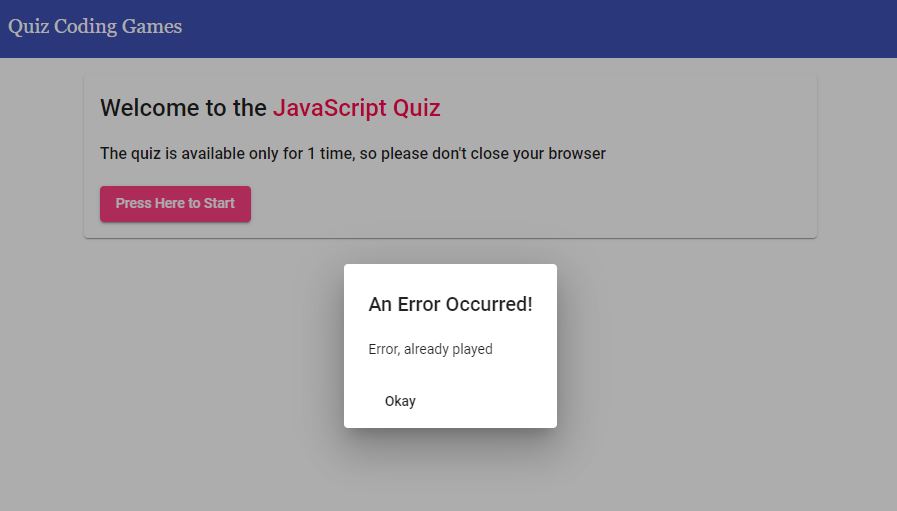 Quiz Coding Games
Welcome to the JavaScript Quiz
The quiz is available only for 1 time, so please don't close your browser
Press Here to Start
An Error Occurred!
Error, already played
Okay